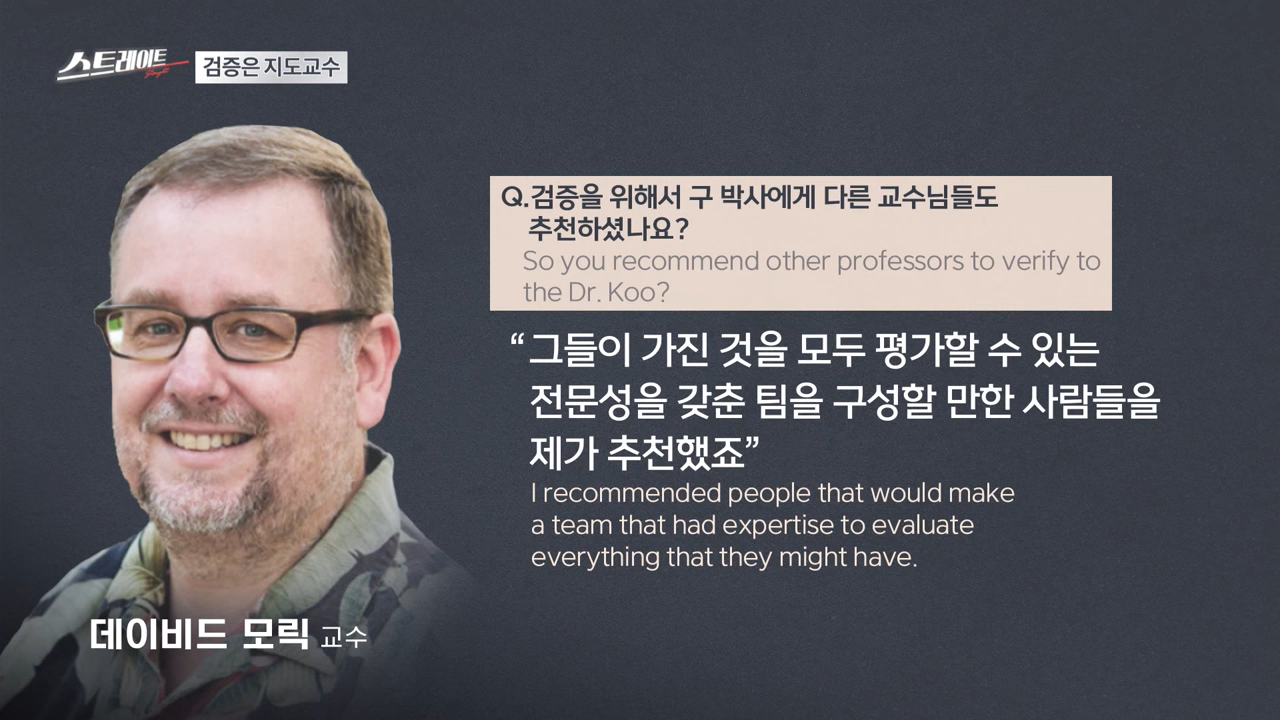 스트레이트
Straight
검증은 지도교수
Q.검증을 위해서 구 박사에게 다른 교수님들도
추천하셨나요?
So you recommend other professors to verify to
the Dr. Koo?
“그들이 가진 것을 모두 평가할 수 있는
전문성을 갖춘 팀을 구성할 만한 사람들을
제가 추천했죠”
I recommended people that would make
a team that had expertise to evaluate
everything that they might have.
데이비드 모릭 교수